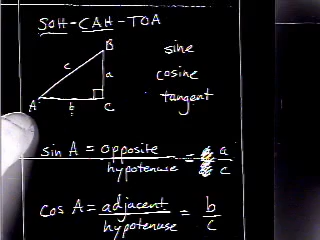 SOH-CAH-TOA
B
sine
c
a
cosine
A
b
C
tangent
sin A = opposite / hypotenuse = a / c
cos A = adjacent / hypotenuse = b / c